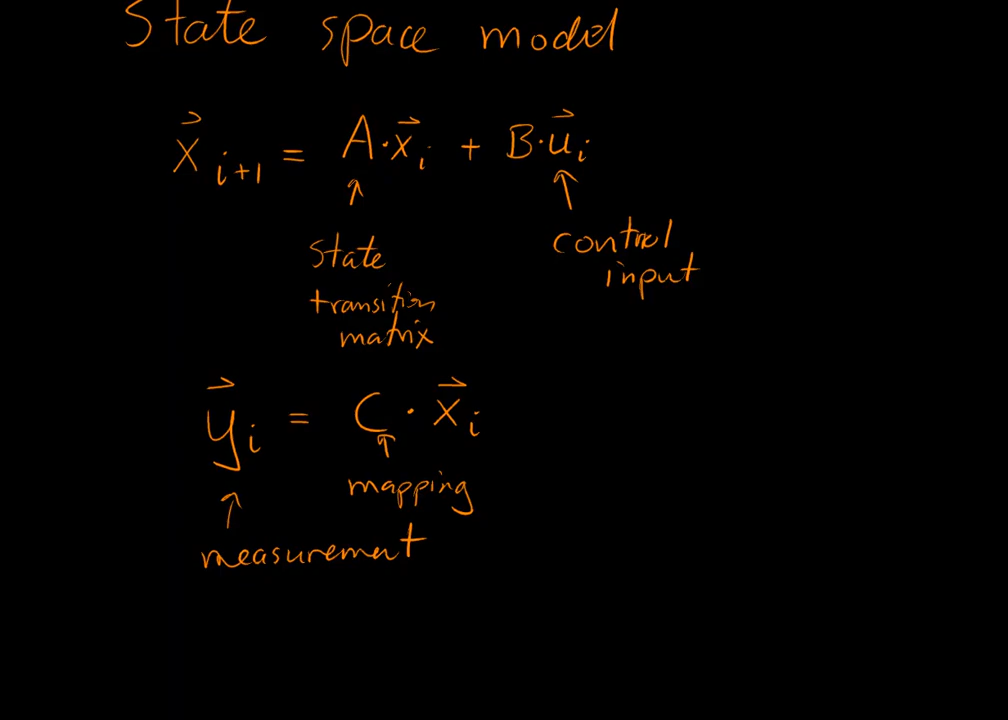 State space model
x⃗ i+1 = A·x⃗ i + B·u⃗ i
↑ ↑
state
control
input
transition
matrix
y⃗ i = C · x⃗ i
↑
mapping
↑
measurement